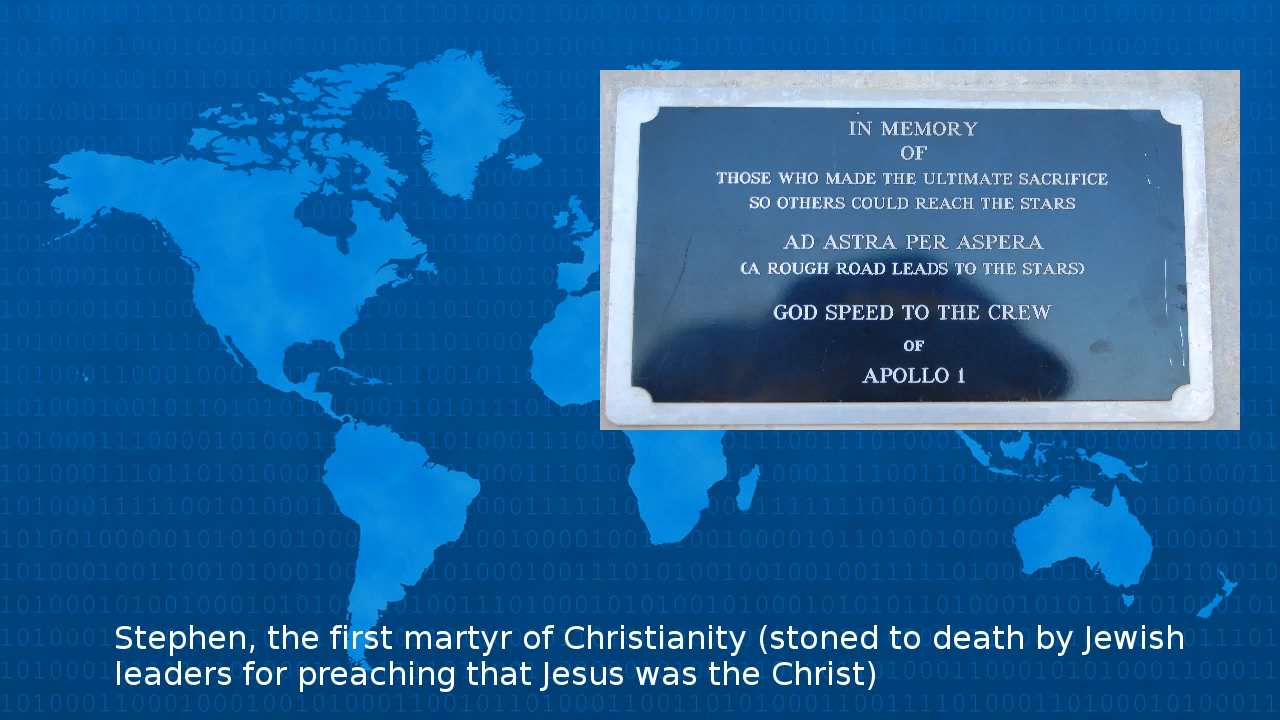 IN MEMORY
OF
THOSE WHO MADE THE ULTIMATE SACRIFICE
SO OTHERS COULD REACH THE STARS
AD ASTRA PER ASPERA
(A ROUGH ROAD LEADS TO THE STARS)
GOD SPEED TO THE CREW
OF
APOLLO 1
Stephen, the first martyr of Christianity (stoned to death by Jewish
leaders for preaching that Jesus was the Christ)